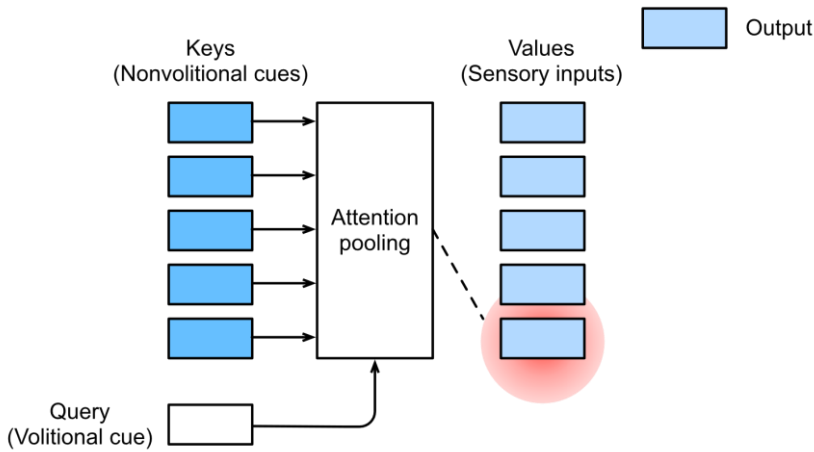 Output
Keys
(Nonvolitional cues)
Values
(Sensory inputs)
Attention
pooling
Query
(Volitional cue)